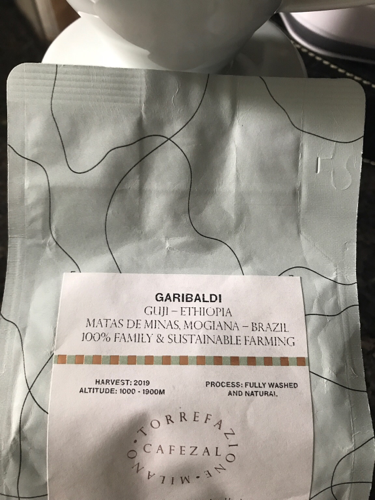 GARIBALDI
GUJI – ETHIOPIA
MATAS DE MINAS, MOGIANA – BRAZIL
100% FAMILY & SUSTAINABLE FARMING
HARVEST: 2019
ALTITUDE: 1000 - 1900M
PROCESS: FULLY WASHED
AND NATURAL
TORREFAZIONE · MILANO ·
CAFEZAL